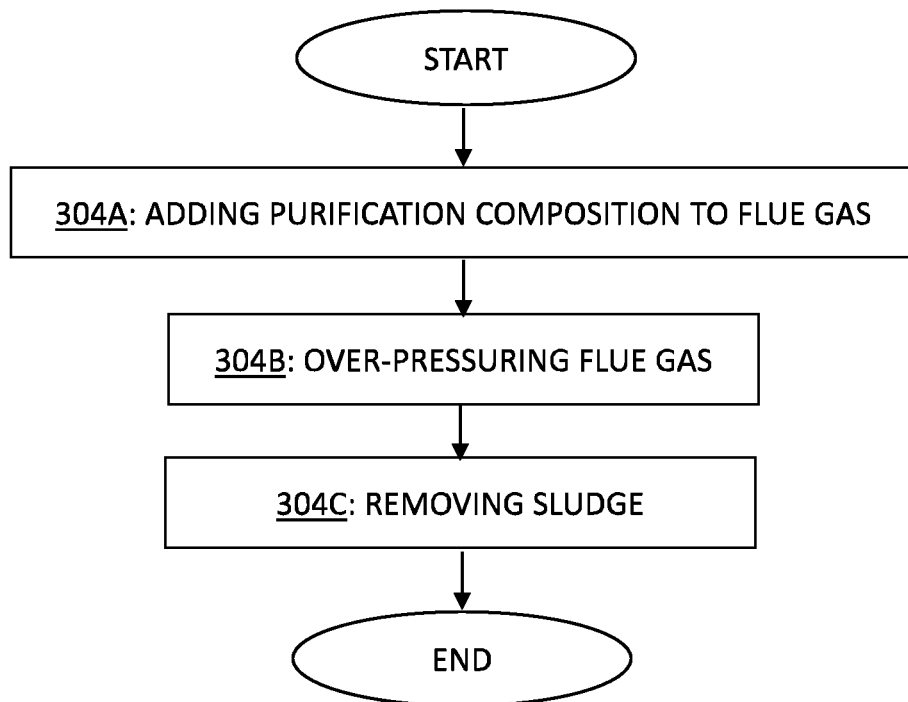 START
304A: ADDING PURIFICATION COMPOSITION TO FLUE GAS
304B: OVER-PRESSURING FLUE GAS
304C: REMOVING SLUDGE
END